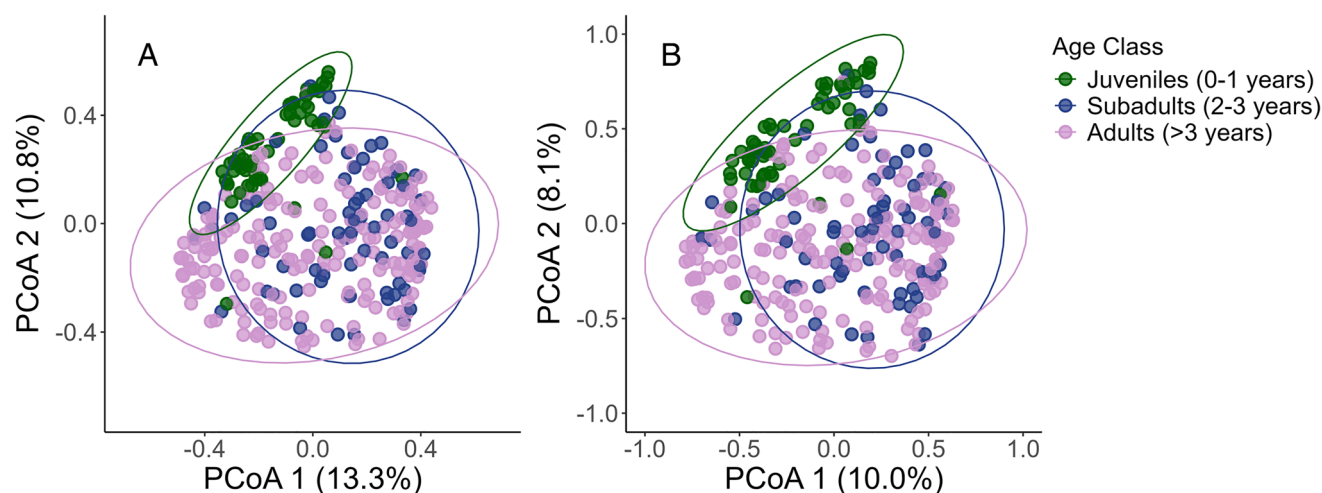 A
B
PCoA 2 (10.8%)
0.4
0.0
-0.4
-0.4
0.0
0.4
PCoA 1 (13.3%)
PCoA 2 (8.1%)
1.0
0.5
0.0
-0.5
-1.0
-1.0
-0.5
0.0
0.5
1.0
PCoA 1 (10.0%)
Age Class
Juveniles (0-1 years)
Subadults (2-3 years)
Adults (>3 years)